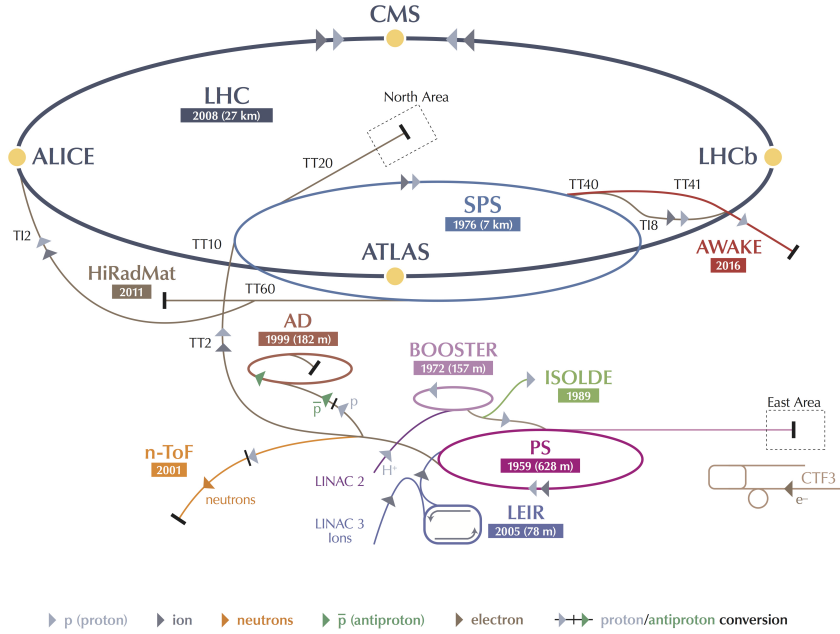 CMS
LHC
2008 (27 km)
North Area
ALICE
LHCb
TT20
TT40
TT41
SPS
1976 (7 km)
TI8
TI2
TT10
ATLAS
AWAKE
2016
HiRadMat
2011
TT60
AD
1999 (182 m)
TT2
BOOSTER
1972 (157 m)
ISOLDE
1989
p̅
p
East Area
n-ToF
2001
PS
1959 (628 m)
neutrons
LINAC 2
H⁺
CTF3
e⁻
LINAC 3
Ions
LEIR
2005 (78 m)
p (proton)
ion
neutrons
p̅ (antiproton)
electron
proton/antiproton conversion